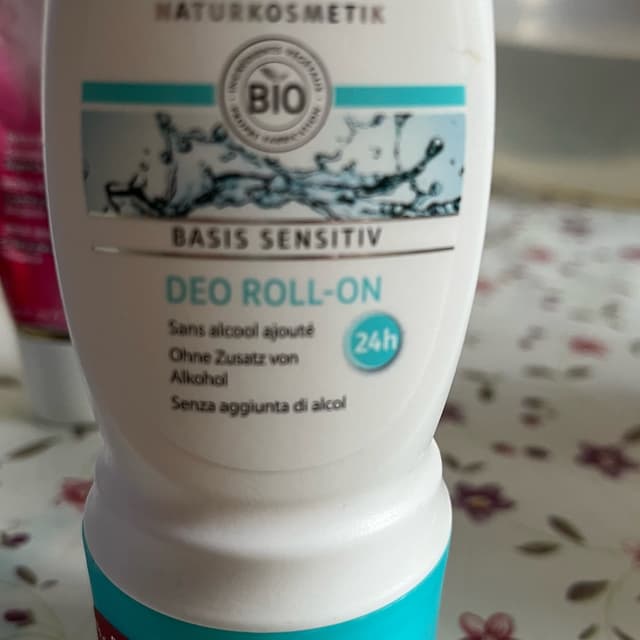 NATURKOSMETIK
BIO
BASIS SENSITIV
DEO ROLL-ON
Sans alcool ajouté
24h
Ohne Zusatz von
Alkohol
Senza aggiunta di alcol